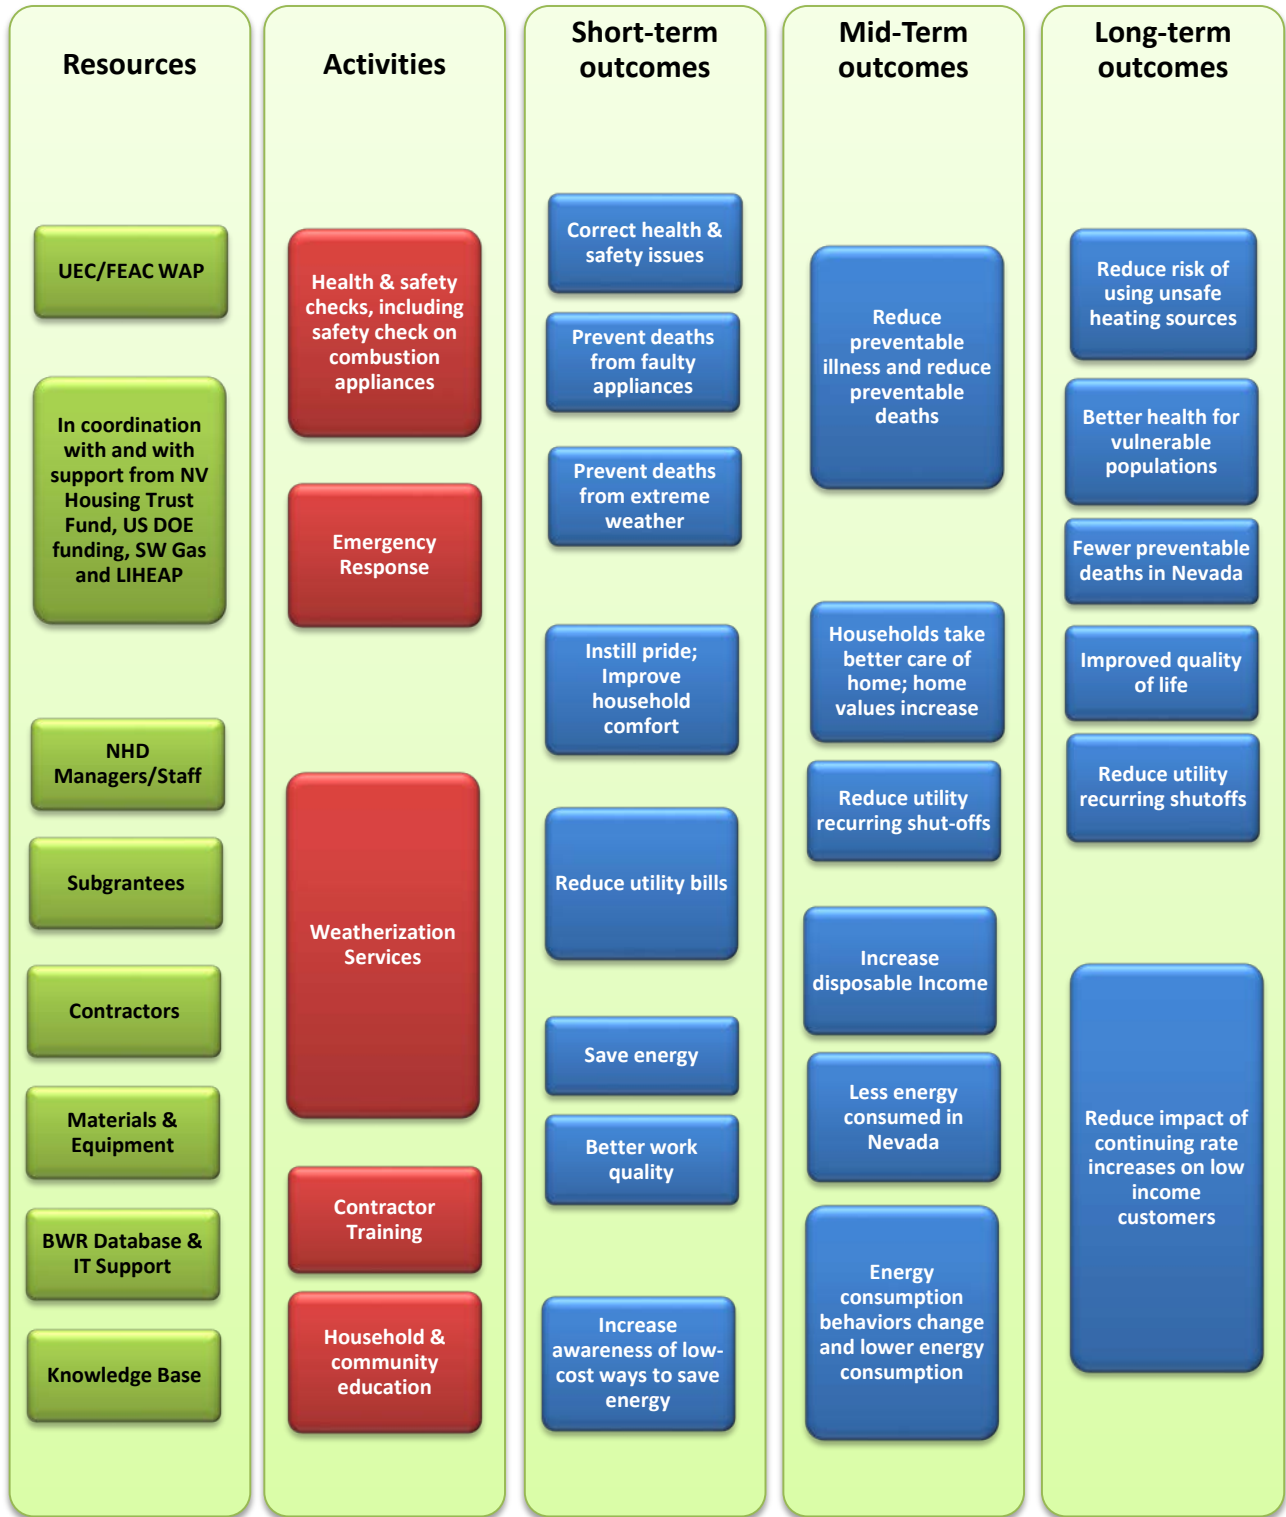 Resources
UEC/FEAC WAP
In coordination
with and with
support from NV
Housing Trust
Fund, US DOE
funding, SW Gas
and LIHEAP
NHD
Managers/Staff
Subgrantees
Contractors
Materials &
Equipment
BWR Database &
IT Support
Knowledge Base
Activities
Health & safety
checks, including
safety check on
combustion
appliances
Emergency
Response
Weatherization
Services
Contractor
Training
Household &
community
education
Short-term
outcomes
Correct health &
safety issues
Prevent deaths
from faulty
appliances
Prevent deaths
from extreme
weather
Instill pride;
Improve
household
comfort
Reduce utility bills
Save energy
Better work
quality
Increase
awareness of low-
cost ways to save
energy
Mid-Term
outcomes
Reduce
preventable
illness and reduce
preventable
deaths
Households take
better care of
home; home
values increase
Reduce utility
recurring shut-offs
Increase
disposable Income
Less energy
consumed in
Nevada
Energy
consumption
behaviors change
and lower energy
consumption
Long-term
outcomes
Reduce risk of
using unsafe
heating sources
Better health for
vulnerable
populations
Fewer preventable
deaths in Nevada
Improved quality
of life
Reduce utility
recurring shutoffs
Reduce impact of
continuing rate
increases on low
income
customers